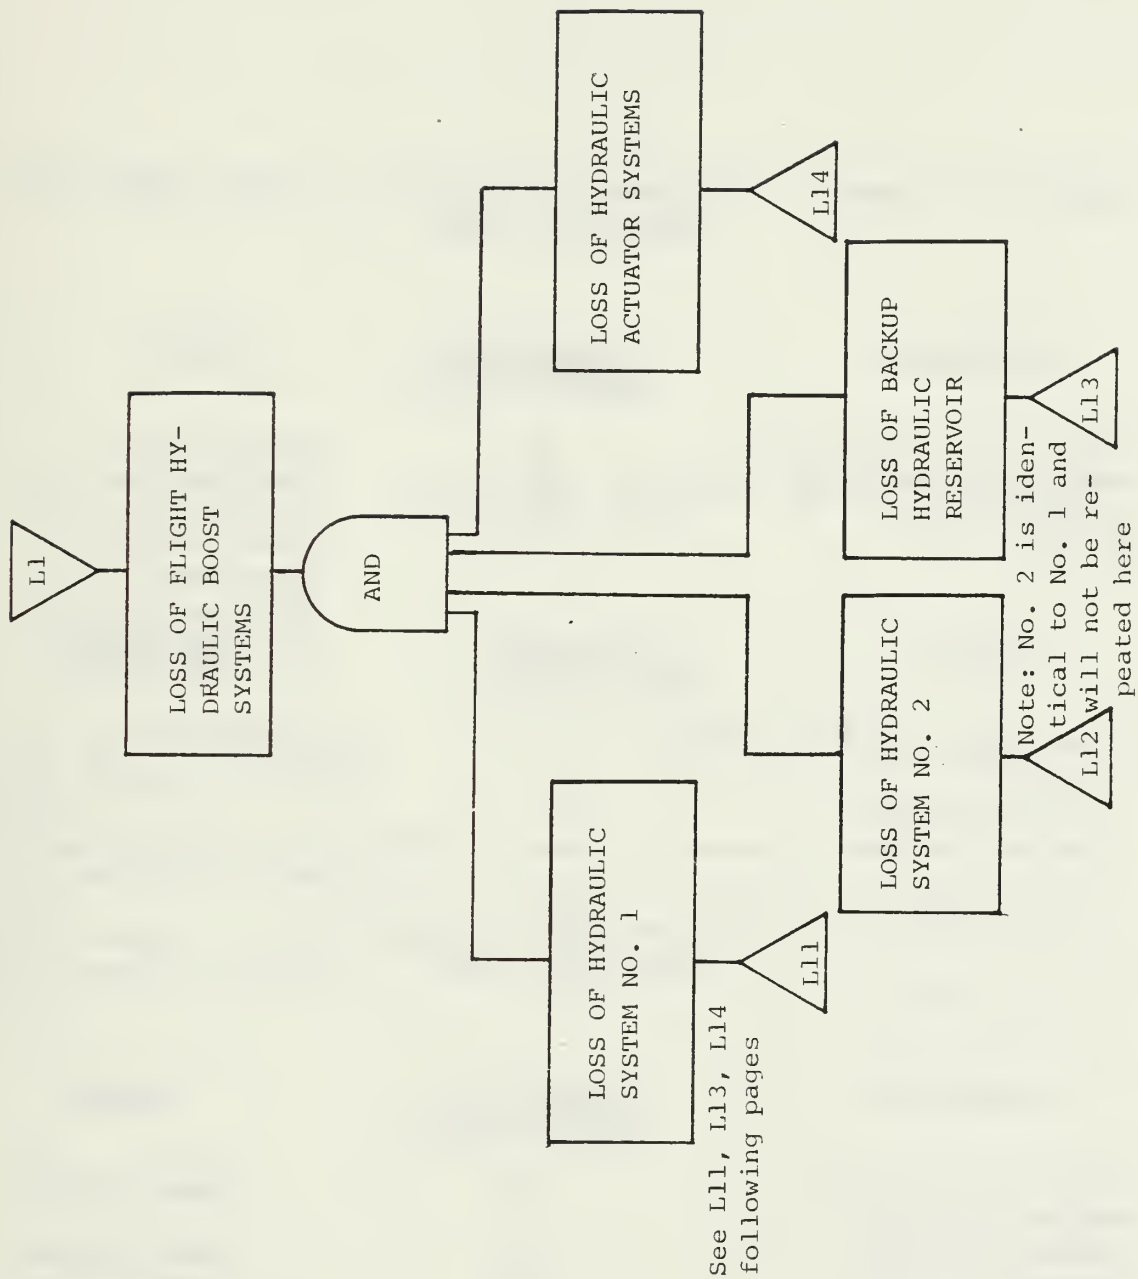 L1
LOSS OF FLIGHT HY-
DRAULIC BOOST
SYSTEMS
AND
LOSS OF HYDRAULIC
SYSTEM NO. 1
L11
See L11, L13, L14
following pages
LOSS OF HYDRAULIC
SYSTEM NO. 2
L12
Note: No. 2 is iden-
tical to No. 1 and
will not be re-
peated here
LOSS OF BACKUP
HYDRAULIC
RESERVOIR
L13
LOSS OF HYDRAULIC
ACTUATOR SYSTEMS
L14